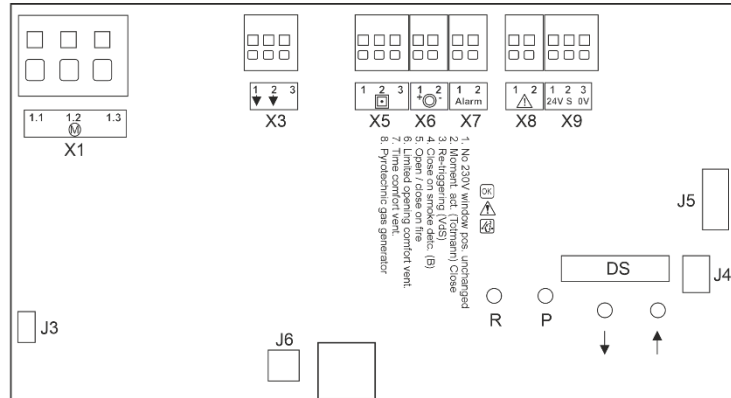 1.1 1.2 1.3
M
X1
1 2 3
X3
1 2 3
X5
1 2
+ -
X6
1 2
Alarm
X7
1 2
X8
1 2 3
24V S 0V
X9
1. No 230V window pos. unchanged
2. Moment. act. (Totmann) Close
3. Re-triggering (VdS)
4. Close on smoke detc. (B)
5. Open / close on fire
6. Limited opening comfort vent.
7. Time comfort vent.
8. Pyrotechnic gas generator
OK
J5
DS
J4
R P
J3
J6